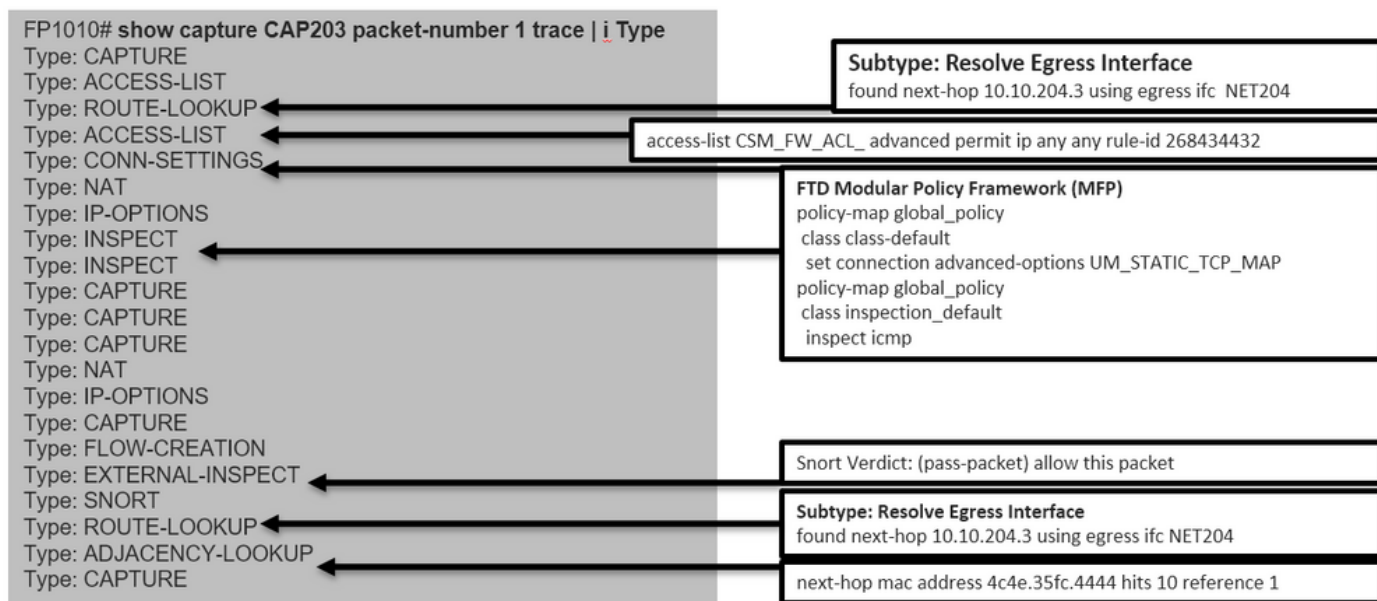 FP1010# show capture CAP203 packet-number 1 trace | i Type
Type: CAPTURE
Type: ACCESS-LIST
Type: ROUTE-LOOKUP
Type: ACCESS-LIST
Type: CONN-SETTINGS
Type: NAT
Type: IP-OPTIONS
Type: INSPECT
Type: INSPECT
Type: CAPTURE
Type: CAPTURE
Type: CAPTURE
Type: NAT
Type: IP-OPTIONS
Type: CAPTURE
Type: FLOW-CREATION
Type: EXTERNAL-INSPECT
Type: SNORT
Type: ROUTE-LOOKUP
Type: ADJACENCY-LOOKUP
Type: CAPTURE
Subtype: Resolve Egress Interface
found next-hop 10.10.204.3 using egress ifc NET204
access-list CSM_FW_ACL_ advanced permit ip any any rule-id 268434432
FTD Modular Policy Framework (MFP)
policy-map global_policy
class class-default
set connection advanced-options UM_STATIC_TCP_MAP
policy-map global_policy
class inspection_default
inspect icmp
Snort Verdict: (pass-packet) allow this packet
Subtype: Resolve Egress Interface
found next-hop 10.10.204.3 using egress ifc NET204
next-hop mac address 4c4e.35fc.4444 hits 10 reference 1